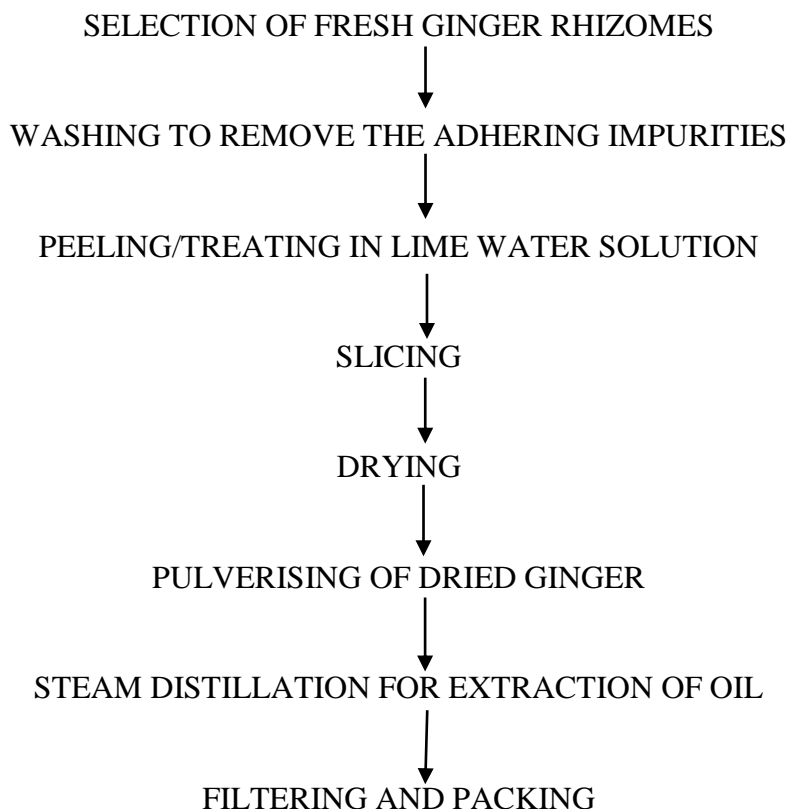 SELECTION OF FRESH GINGER RHIZOMES
WASHING TO REMOVE THE ADHERING IMPURITIES
PEELING/TREATING IN LIME WATER SOLUTION
SLICING
DRYING
PULVERISING OF DRIED GINGER
STEAM DISTILLATION FOR EXTRACTION OF OIL
FILTERING AND PACKING